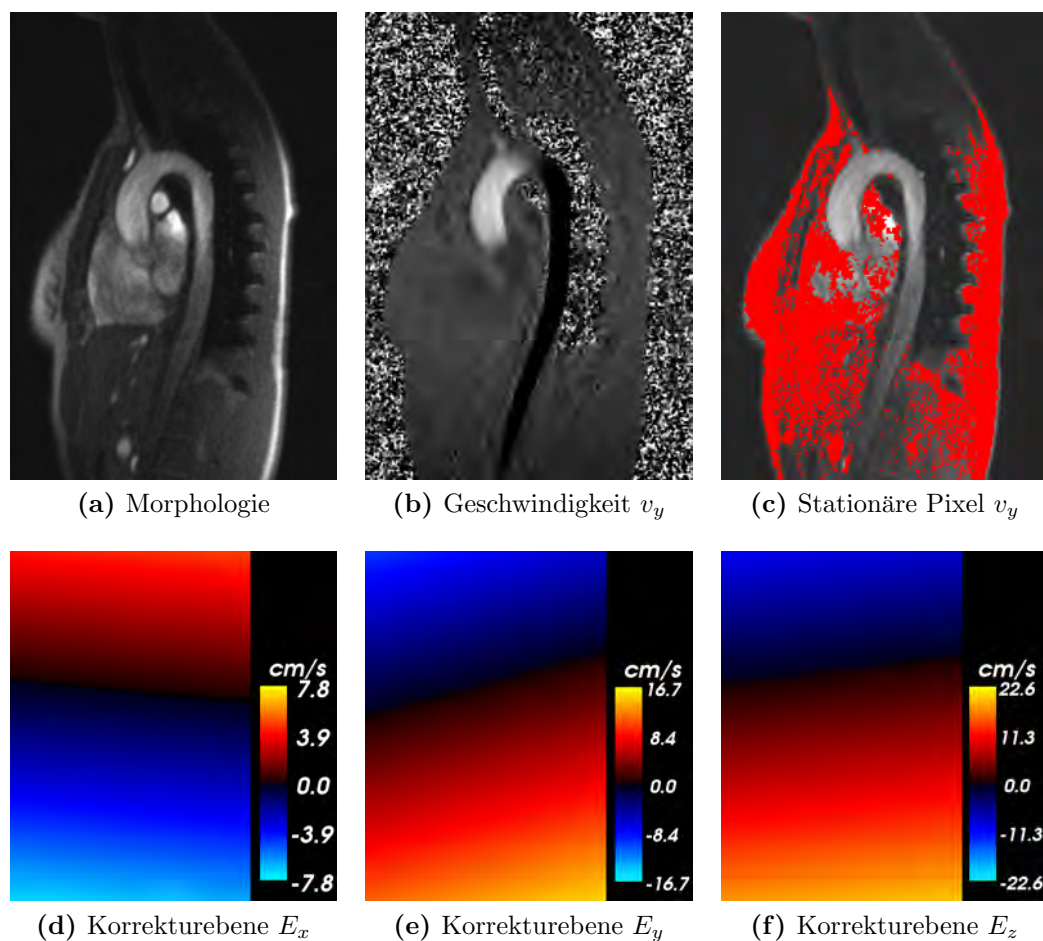 (a) Morphologie
(b) Geschwindigkeit v_y
(c) Stationäre Pixel v_y
cm/s
7.8
3.9
0.0
-3.9
-7.8
cm/s
16.7
8.4
0.0
-8.4
-16.7
cm/s
22.6
11.3
0.0
-11.3
-22.6
(d) Korrekturebene E_x
(e) Korrekturebene E_y
(f) Korrekturebene E_z